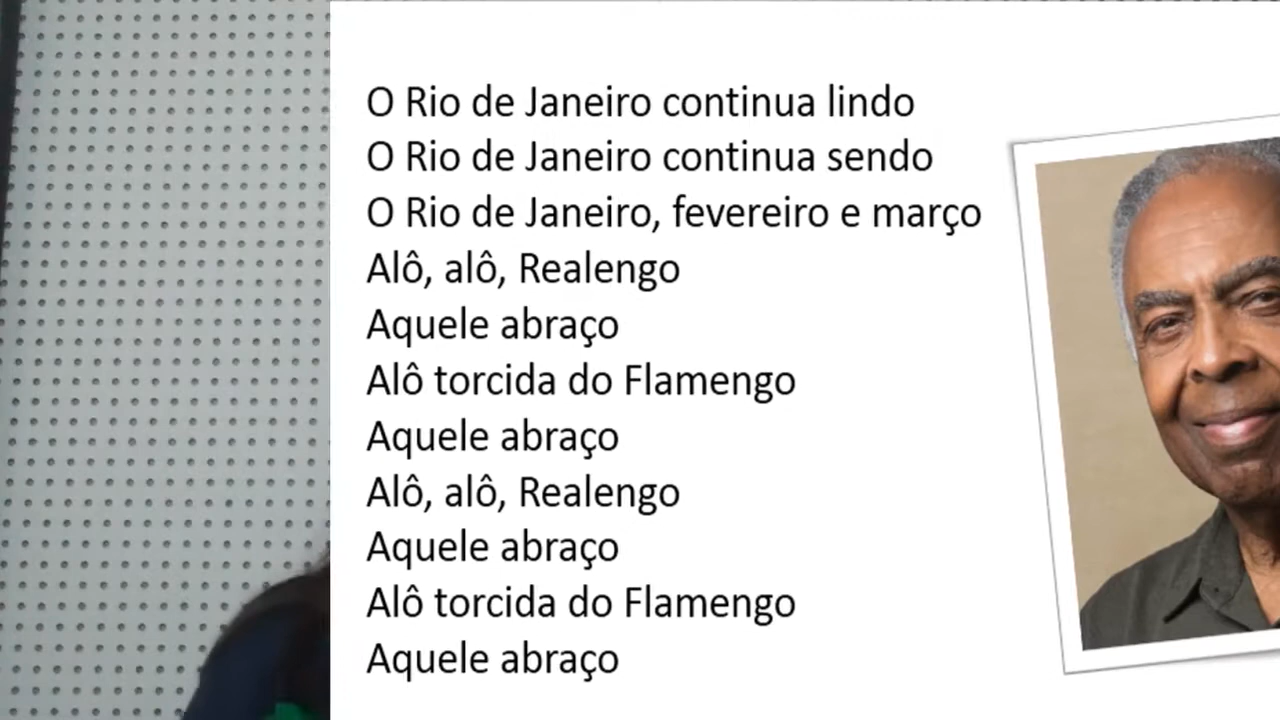 O Rio de Janeiro continua lindo
O Rio de Janeiro continua sendo
O Rio de Janeiro, fevereiro e março
Alô, alô, Realengo
Aquele abraço
Alô torcida do Flamengo
Aquele abraço
Alô, alô, Realengo
Aquele abraço
Alô torcida do Flamengo
Aquele abraço